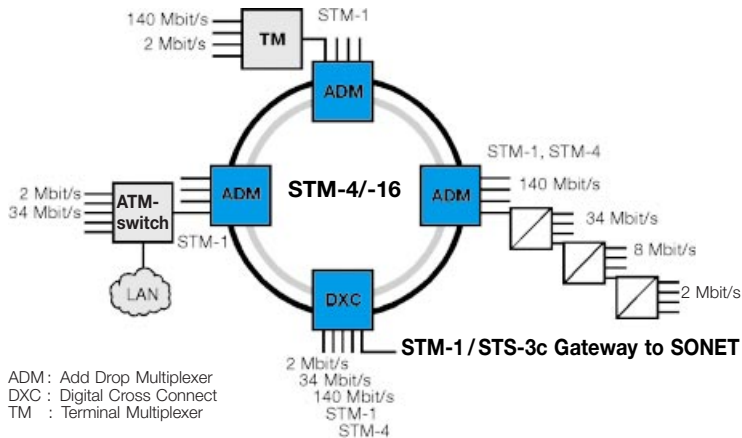 140 Mbit/s
2 Mbit/s
TM
STM-1
ADM
STM-4/-16
ADM
ADM
STM-1, STM-4
140 Mbit/s
34 Mbit/s
8 Mbit/s
2 Mbit/s
2 Mbit/s
34 Mbit/s
ATM-
switch
STM-1
LAN
DXC
STM-1 / STS-3c Gateway to SONET
2 Mbit/s
34 Mbit/s
140 Mbit/s
STM-1
STM-4
ADM : Add Drop Multiplexer
DXC : Digital Cross Connect
TM : Terminal Multiplexer